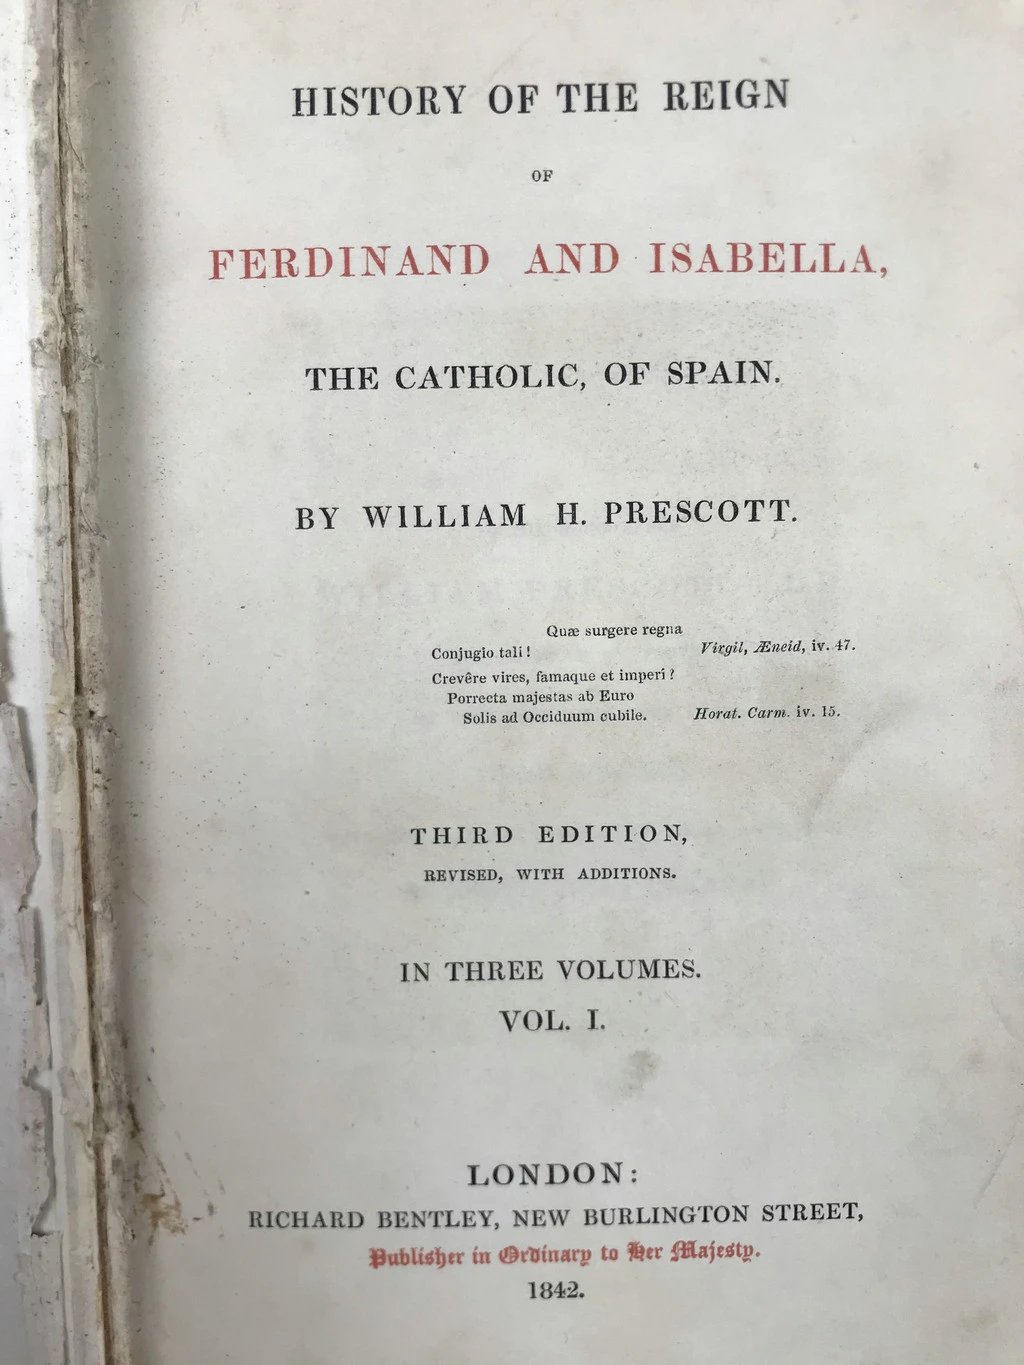 HISTORY OF THE REIGN
OF
FERDINAND AND ISABELLA,
THE CATHOLIC, OF SPAIN.
BY WILLIAM H. PRESCOTT.
Quæ surgere regna
Conjugio tali! Virgil, Æneid, iv. 47.
Crevêre vires, famaque et imperî?
Porrecta majestas ab Euro
Solis ad Occiduum cubile. Horat. Carm. iv. 15.
THIRD EDITION,
REVISED, WITH ADDITIONS.
IN THREE VOLUMES.
VOL. I.
LONDON:
RICHARD BENTLEY, NEW BURLINGTON STREET,
Publisher in Ordinary to Her Majesty.
1842.